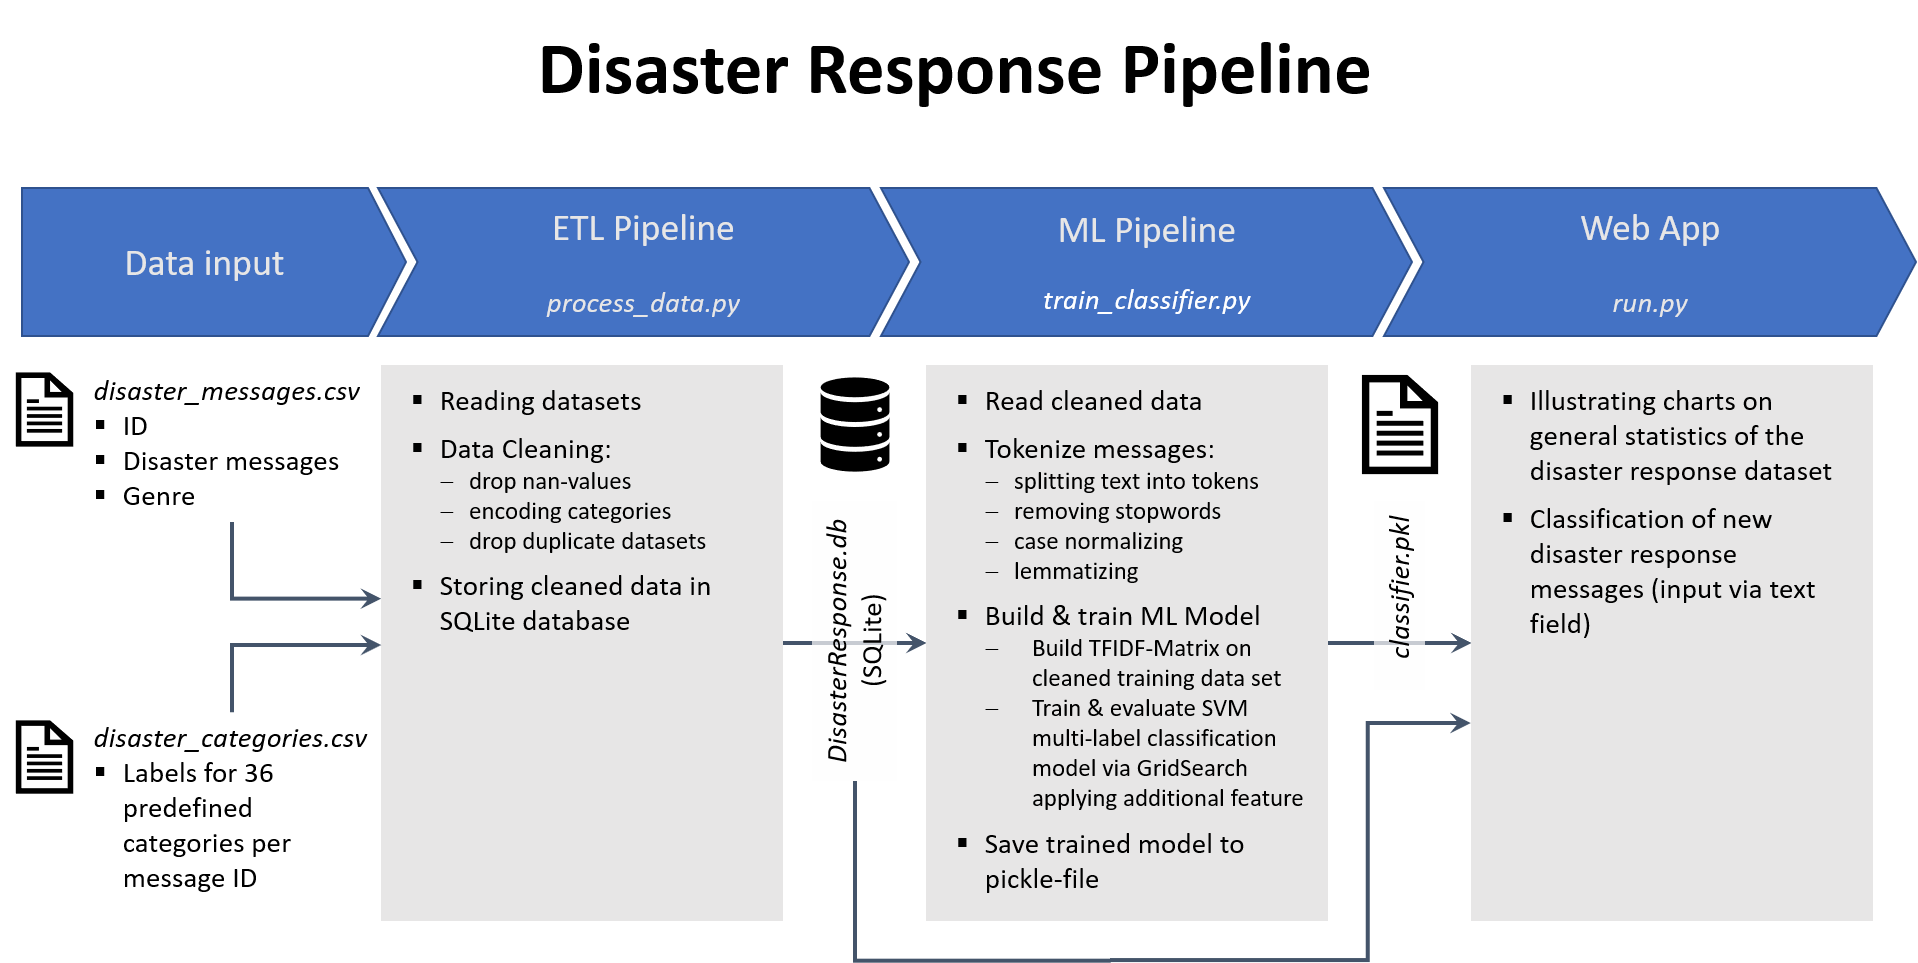 Disaster Response Pipeline
Data input
ETL Pipeline
process_data.py
ML Pipeline
train_classifier.py
Web App
run.py
disaster_messages.csv
▪ ID
▪ Disaster messages
▪ Genre
disaster_categories.csv
▪ Labels for 36
predefined
categories per
message ID
▪ Reading datasets
▪ Data Cleaning:
– drop nan-values
– encoding categories
– drop duplicate datasets
▪ Storing cleaned data in
SQLite database
DisasterResponse.db
(SQLite)
▪ Read cleaned data
▪ Tokenize messages:
– splitting text into tokens
– removing stopwords
– case normalizing
– lemmatizing
▪ Build & train ML Model
– Build TFIDF-Matrix on
cleaned training data set
– Train & evaluate SVM
multi-label classification
model via GridSearch
applying additional feature
▪ Save trained model to
pickle-file
classifier.pkl
▪ Illustrating charts on
general statistics of the
disaster response dataset
▪ Classification of new
disaster response
messages (input via text
field)